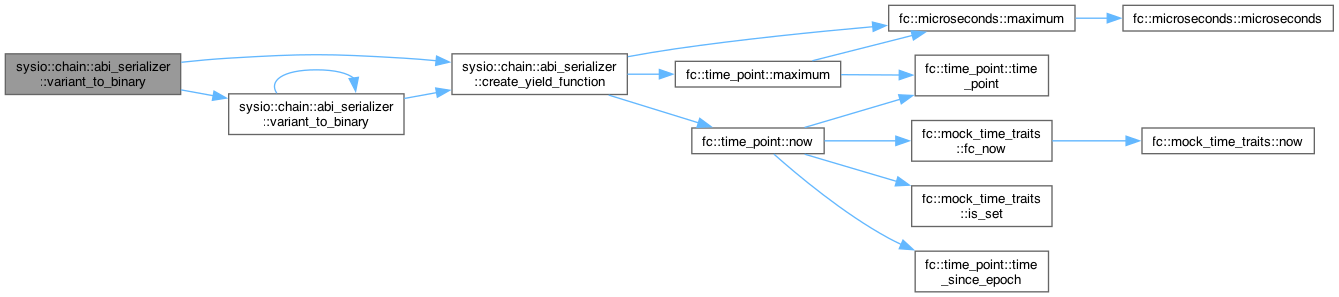 sysio::chain::abi_serializer
::variant_to_binary
sysio::chain::abi_serializer
::variant_to_binary
sysio::chain::abi_serializer
::create_yield_function
fc::microseconds::maximum
fc::microseconds::microseconds
fc::time_point::maximum
fc::time_point::time
_point
fc::time_point::now
fc::mock_time_traits
::fc_now
fc::mock_time_traits::now
fc::mock_time_traits
::is_set
fc::time_point::time
_since_epoch